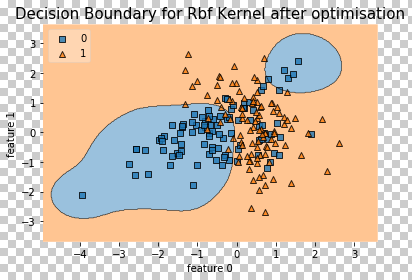 Decision Boundary for Rbf Kernel after optimisation
0
1
3
2
1
0
−1
−2
−3
feature 1
−4 −3 −2 −1 0 1 2 3
feature 0